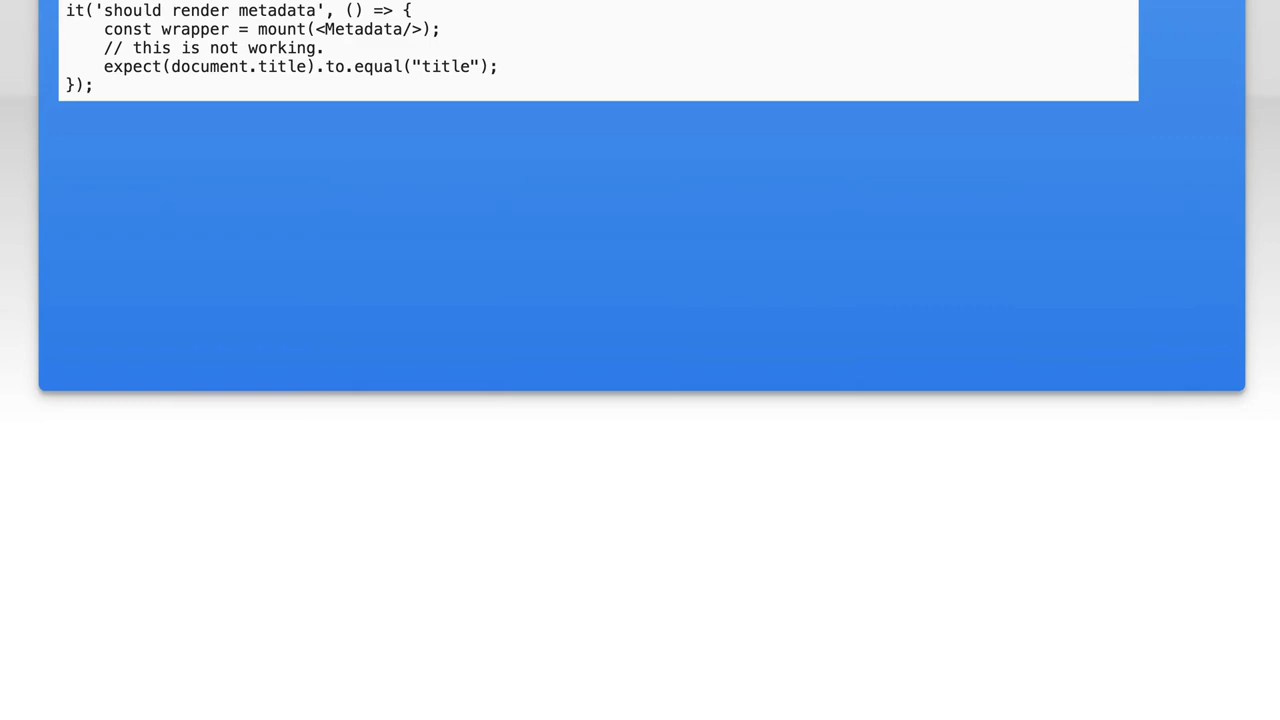 it('should render metadata', () => {
    const wrapper = mount(<Metadata/>);
    // this is not working.
    expect(document.title).to.equal("title");
});